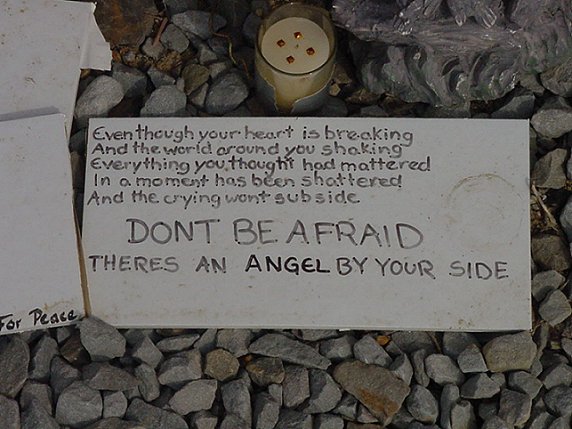 Even though your heart is breaking
And the world around you shaking
Everything you thought had mattered
In a moment has been shattered
And the crying wont subside
DONT BE AFRAID
THERES AN ANGEL BY YOUR SIDE
For Peace